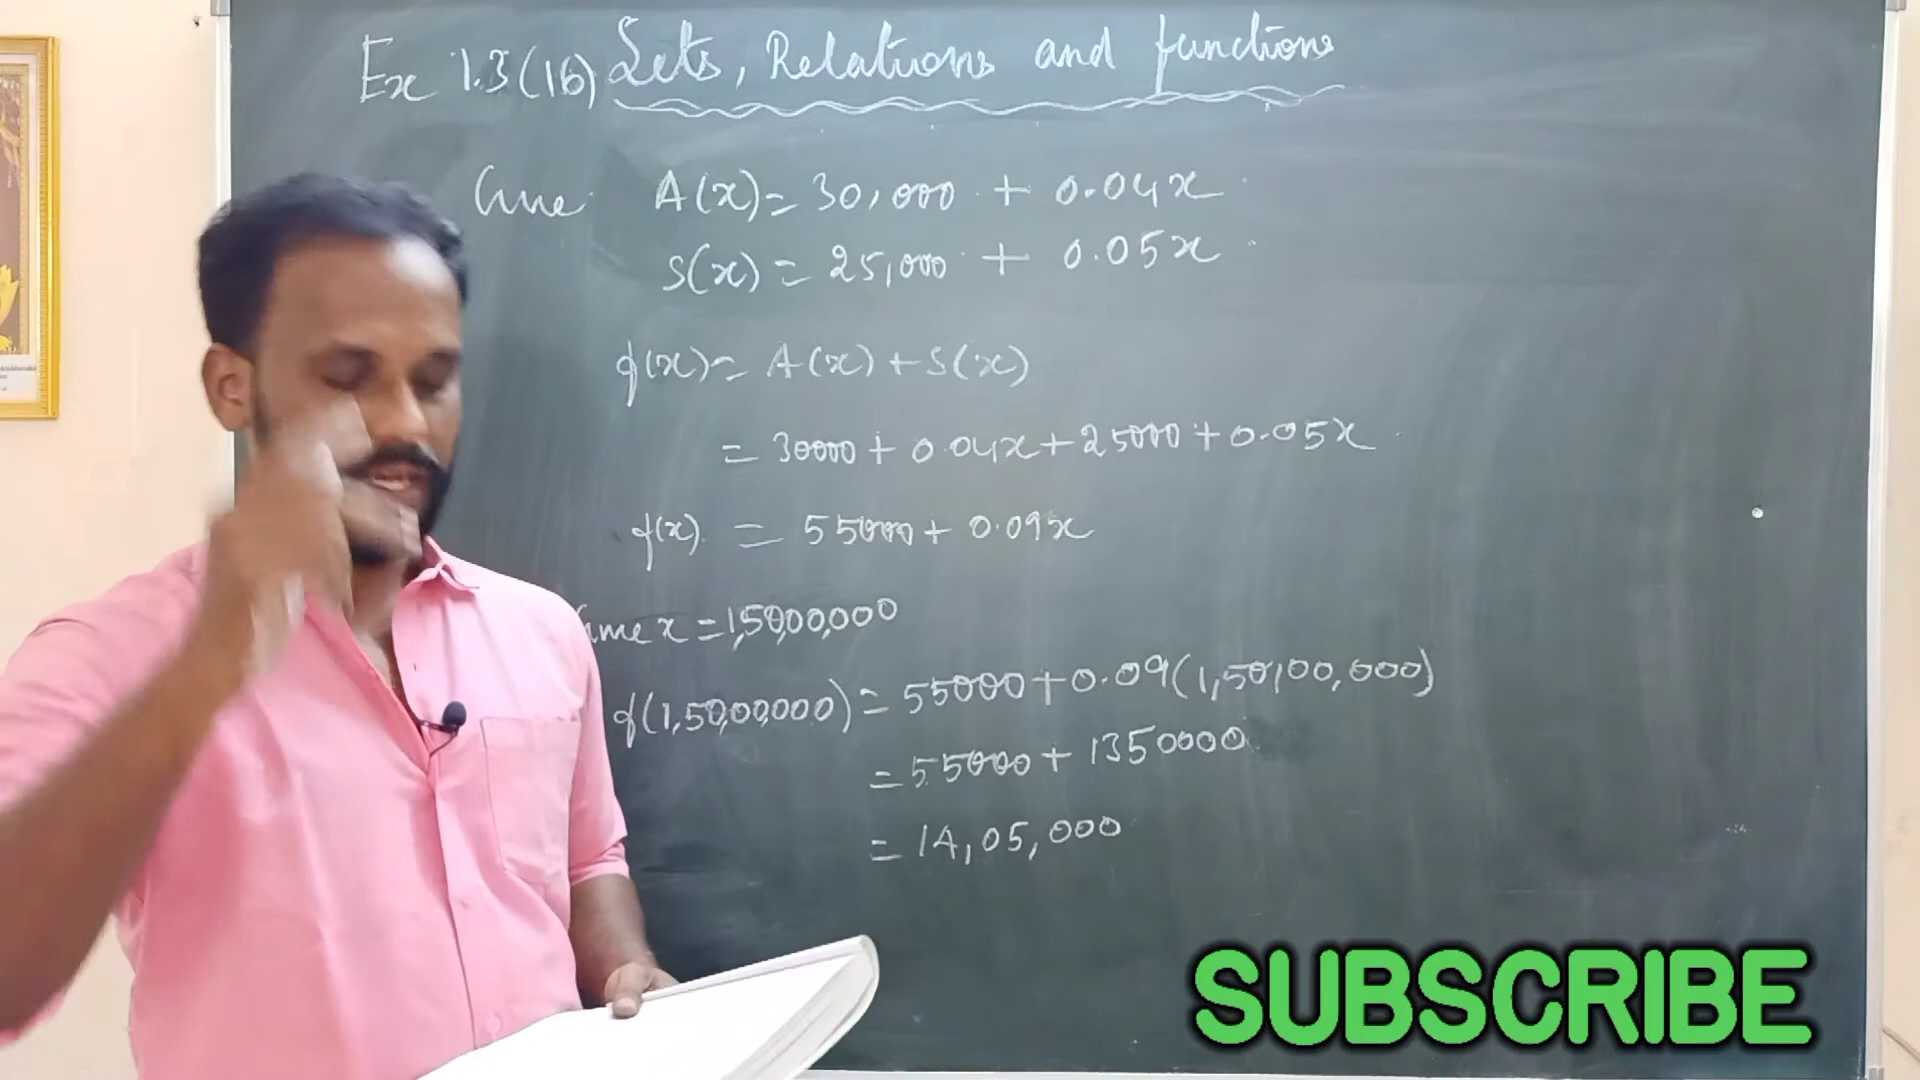 Ex 1.3(16) Sets, Relations and functions
Give A(x) = 30,000 + 0.04x
S(x) = 25,000 + 0.05x
f(x) = A(x) + S(x)
= 30000 + 0.04x + 25000 + 0.05x
f(x) = 55000 + 0.09x
x = 1,50,00,000
f(1,50,00,000) = 55000 + 0.09(1,50,00,000)
= 55000 + 1350000
= 14,05,000
SUBSCRIBE